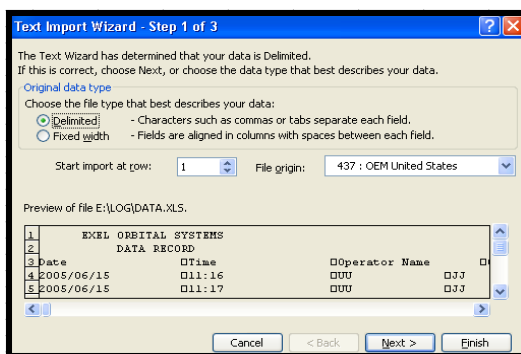 Text Import Wizard - Step 1 of 3
The Text Wizard has determined that your data is Delimited.
If this is correct, choose Next, or choose the data type that best describes your data.
Original data type
Choose the file type that best describes your data:
Delimited - Characters such as commas or tabs separate each field.
Fixed width - Fields are aligned in columns with spaces between each field.
Start import at row: 1 File origin: 437 : OEM United States
Preview of file E:\LOG\DATA.XLS.
1 EXEL ORBITAL SYSTEMS
2 DATA RECORD
3 Date □Time □Operator Name
4 2005/06/15 □11:16 □UU □JJ
5 2005/06/15 □11:17 □UU □JJ
Cancel < Back Next > Finish